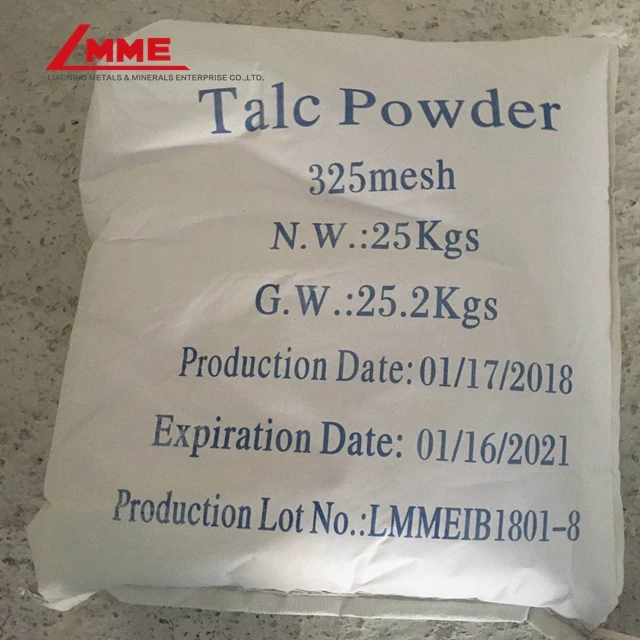 LMME
LIAONING METALS & MINERALS ENTERPRISE CO.,LTD.
Talc Powder
325mesh
N.W.:25Kgs
G.W.:25.2Kgs
Production Date: 01/17/2018
Expiration Date: 01/16/2021
Production Lot No.:LMMEIB1801-8